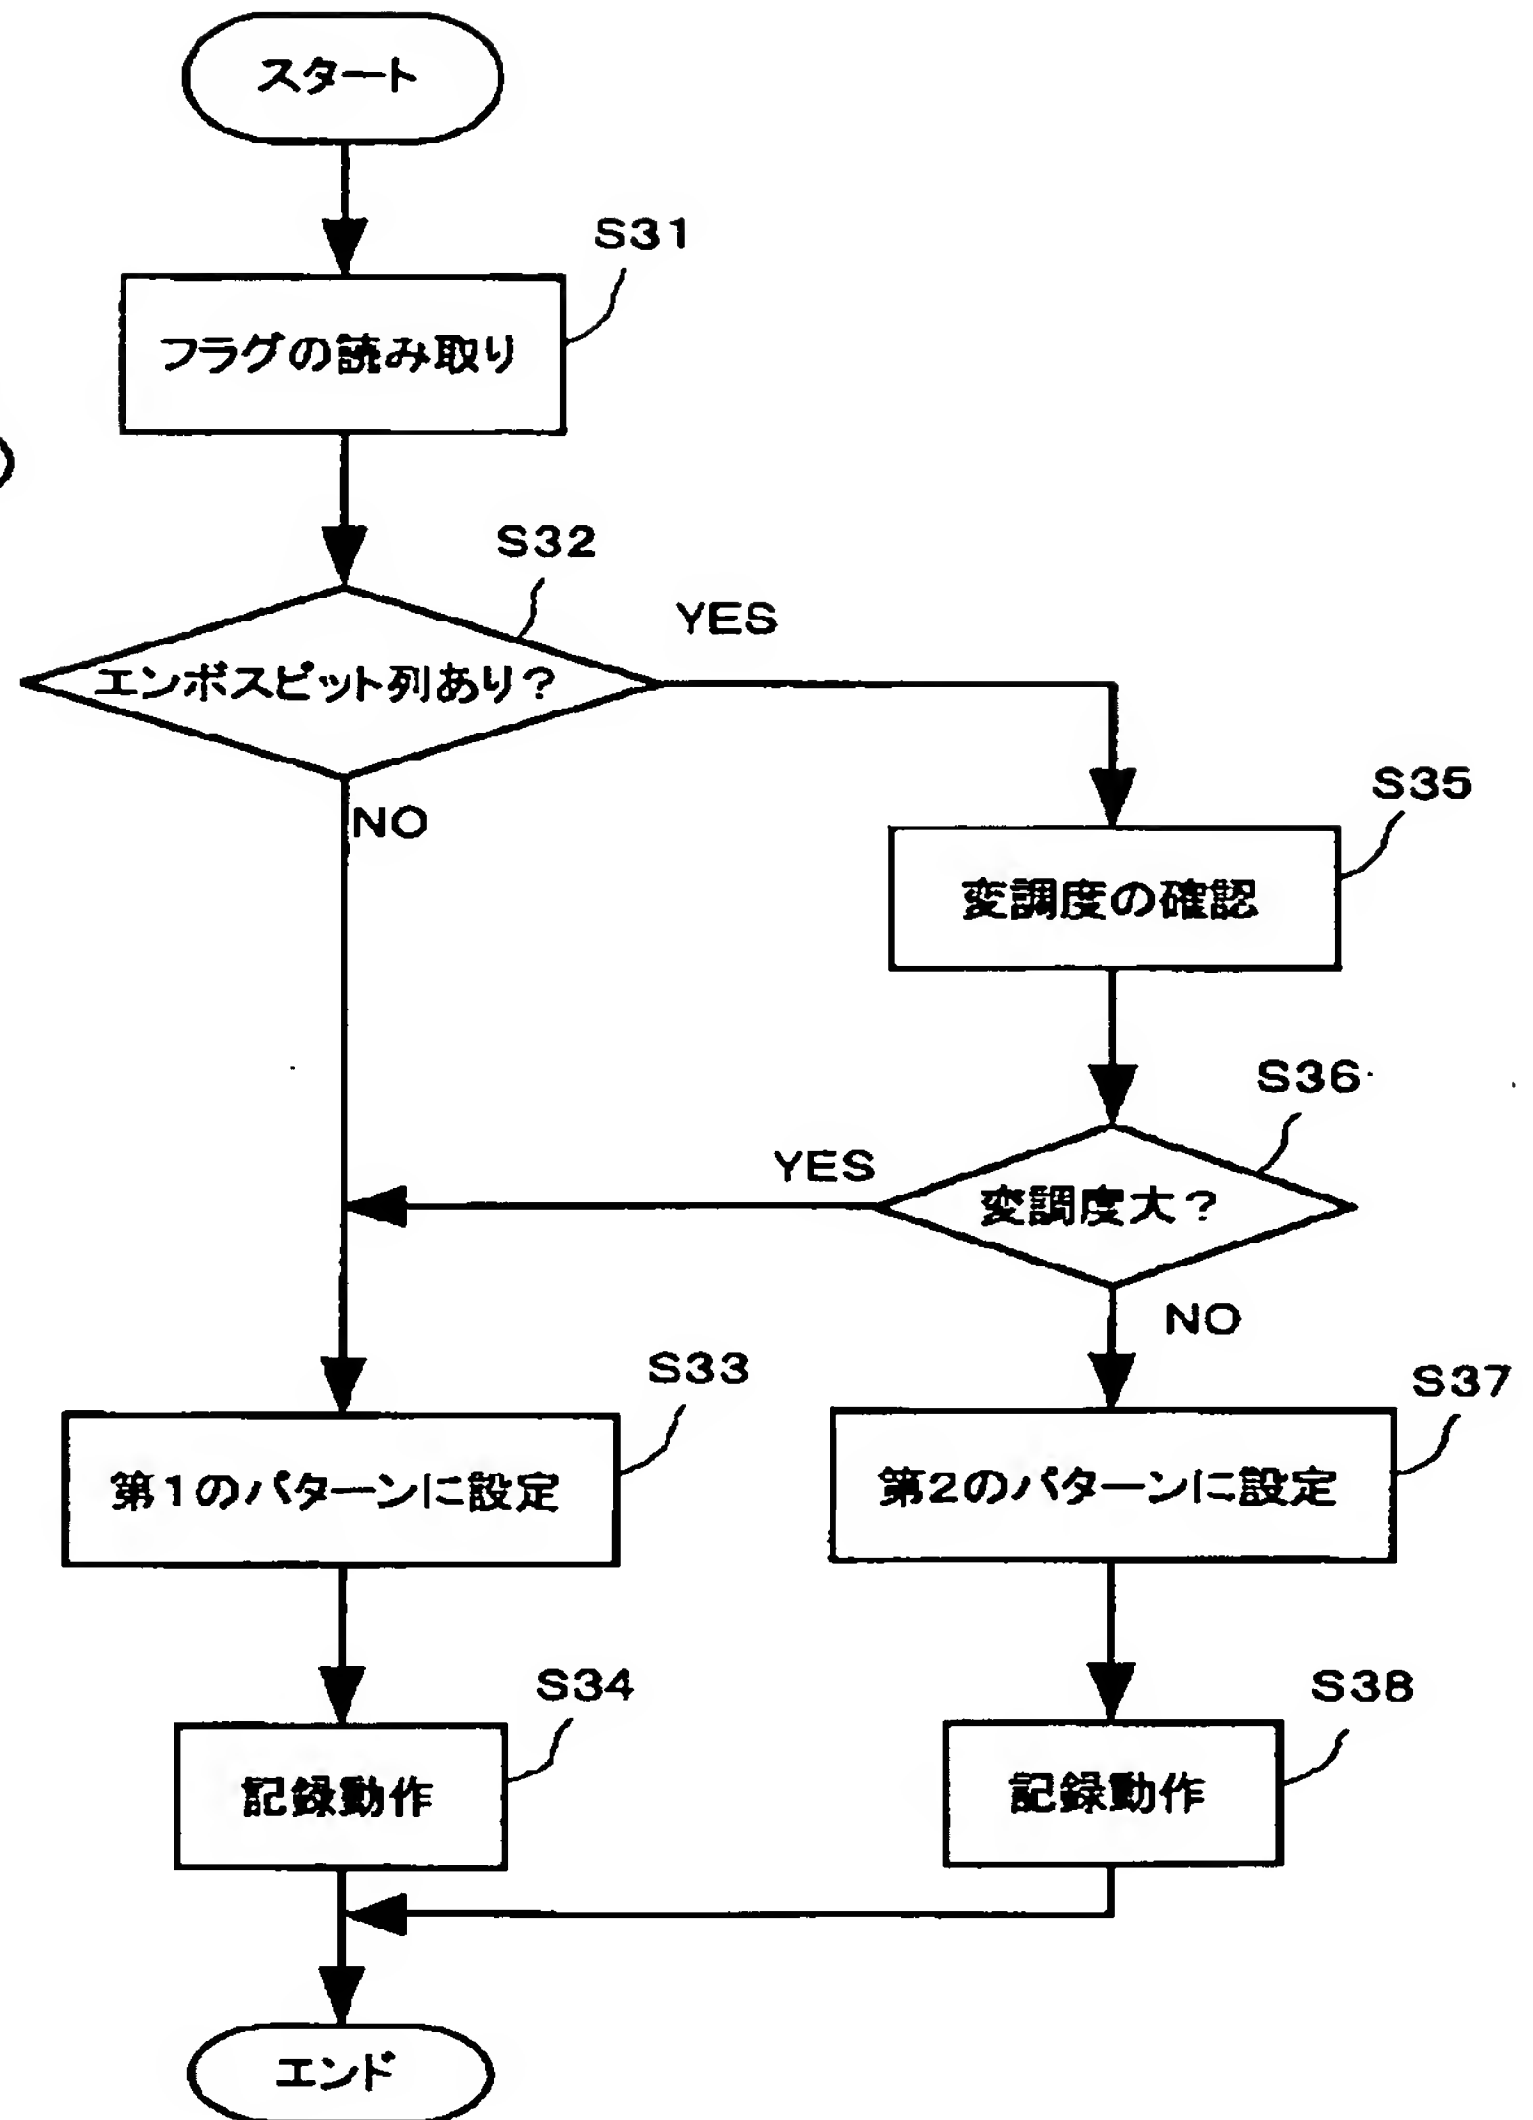 スタート
S31
フラグの読み取り
S32
YES
エンボスピット列あり?
NO
S35
変調度の確認
S36
YES
変調度大?
NO
S33
S37
第1のパターンに設定
第2のパターンに設定
S34
S38
記録動作
記録動作
エンド